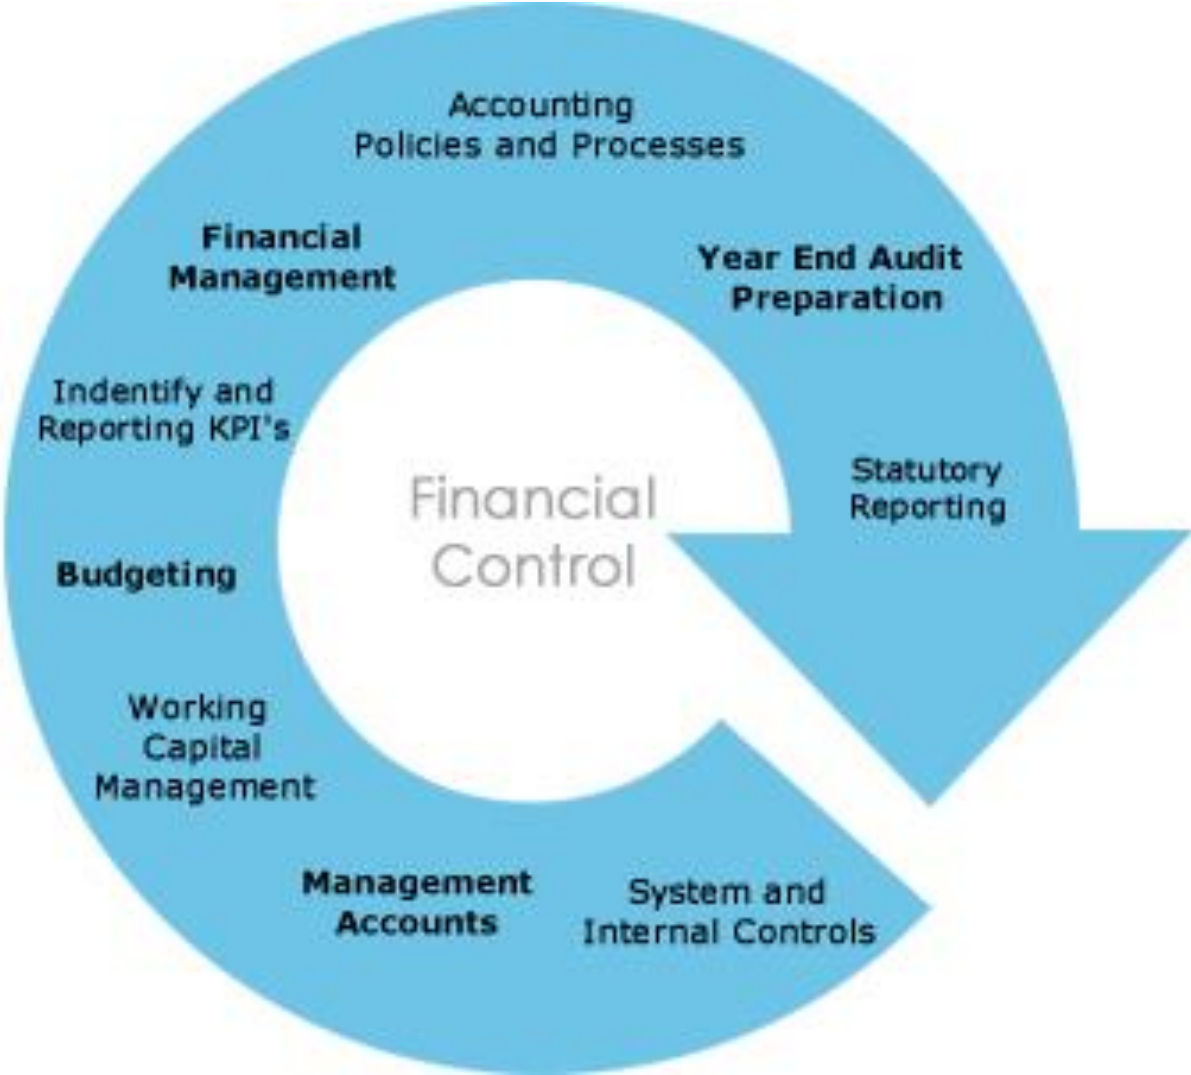 Accounting
Policies and Processes
Financial
Management
Year End Audit
Preparation
Indentify and
Reporting KPI's
Statutory
Reporting
Financial
Control
Budgeting
Working
Capital
Management
Management
Accounts
System and
Internal Controls